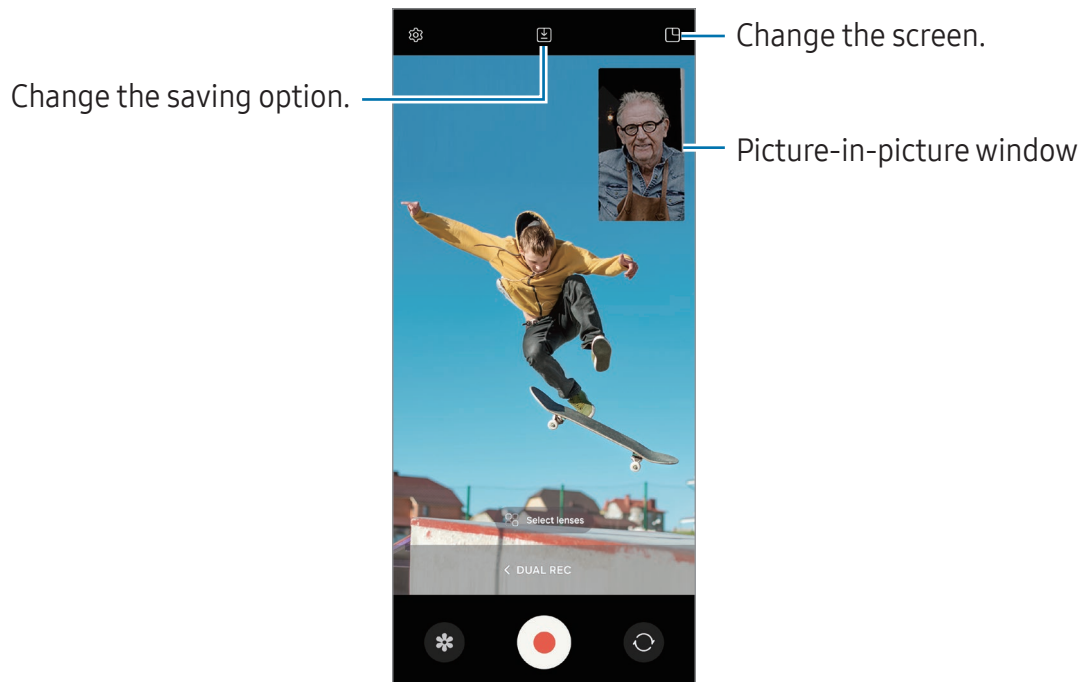 Change the screen.
Change the saving option.
Picture-in-picture window
Select lenses
< DUAL REC